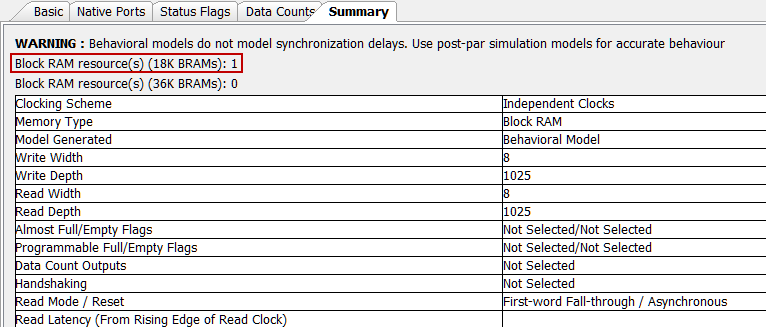 Basic Native Ports Status Flags Data Counts Summary
WARNING : Behavioral models do not model synchronization delays. Use post-par simulation models for accurate behaviour
Block RAM resource(s) (18K BRAMs): 1
Block RAM resource(s) (36K BRAMs): 0
Clocking Scheme Independent Clocks
Memory Type Block RAM
Model Generated Behavioral Model
Write Width 8
Write Depth 1025
Read Width 8
Read Depth 1025
Almost Full/Empty Flags Not Selected/Not Selected
Programmable Full/Empty Flags Not Selected/Not Selected
Data Count Outputs Not Selected
Handshaking Not Selected
Read Mode / Reset First-word Fall-through / Asynchronous
Read Latency (From Rising Edge of Read Clock)